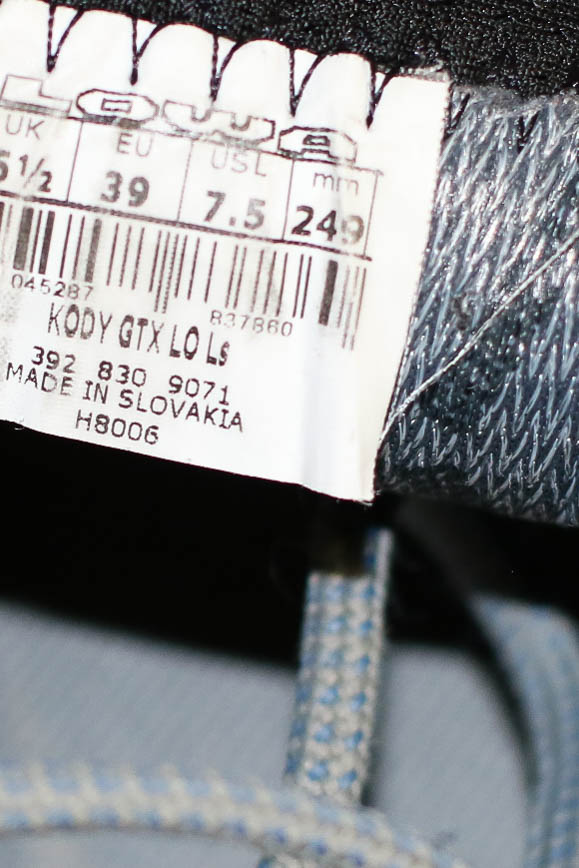 LOWA
UK EU USL mm
5½ 39 7.5 249
045287 837860
KODY GTX LO Ls
392 830 9071
MADE IN SLOVAKIA
H8006